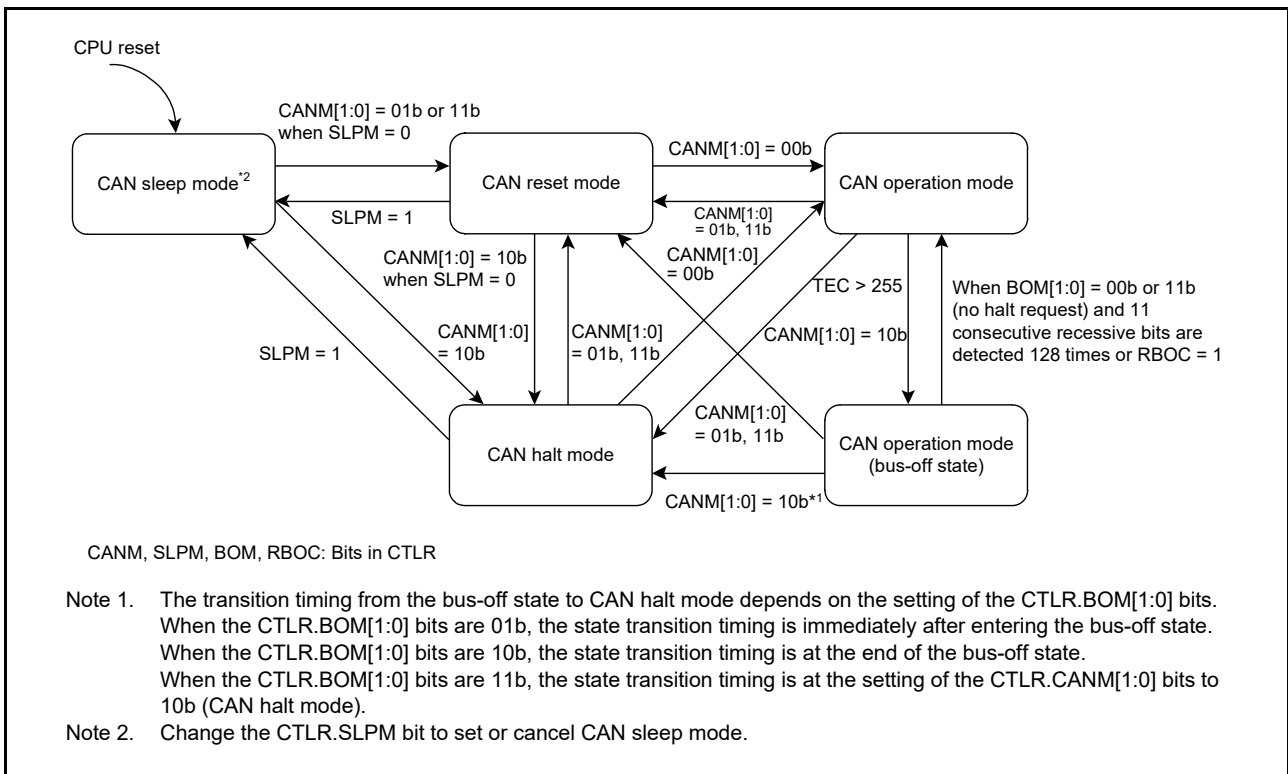 CPU reset
CANM[1:0] = 01b or 11b
when SLPM = 0
CAN sleep mode*2
CAN reset mode
CANM[1:0] = 00b
CAN operation mode
SLPM = 1
CANM[1:0]
= 01b, 11b
CANM[1:0] = 10b
when SLPM = 0
CANM[1:0]
= 00b
TEC > 255
When BOM[1:0] = 00b or 11b
(no halt request) and 11
consecutive recessive bits are
detected 128 times or RBOC = 1
SLPM = 1
CANM[1:0]
= 10b
CANM[1:0]
= 01b, 11b
CANM[1:0] = 10b
CANM[1:0]
= 01b, 11b
CAN halt mode
CAN operation mode
(bus-off state)
CANM[1:0] = 10b*1
CANM, SLPM, BOM, RBOC: Bits in CTLR
Note 1. The transition timing from the bus-off state to CAN halt mode depends on the setting of the CTLR.BOM[1:0] bits.
When the CTLR.BOM[1:0] bits are 01b, the state transition timing is immediately after entering the bus-off state.
When the CTLR.BOM[1:0] bits are 10b, the state transition timing is at the end of the bus-off state.
When the CTLR.BOM[1:0] bits are 11b, the state transition timing is at the setting of the CTLR.CANM[1:0] bits to
10b (CAN halt mode).
Note 2. Change the CTLR.SLPM bit to set or cancel CAN sleep mode.